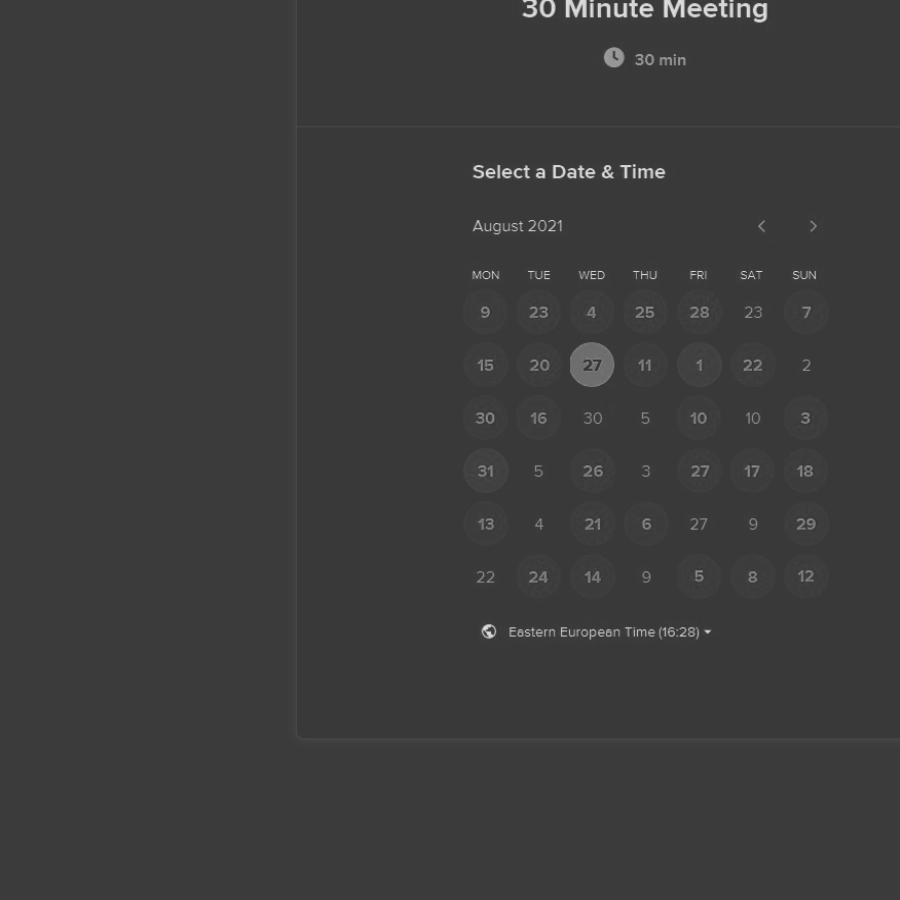 30 Minute Meeting
30 min
Select a Date & Time
August 2021
MON TUE WED THU FRI SAT SUN
9 23 4 25 28 23 7
15 20 27 11 1 22 2
30 16 30 5 10 10 3
31 5 26 3 27 17 18
13 4 21 6 27 9 29
22 24 14 9 5 8 12
Eastern European Time (16:28)